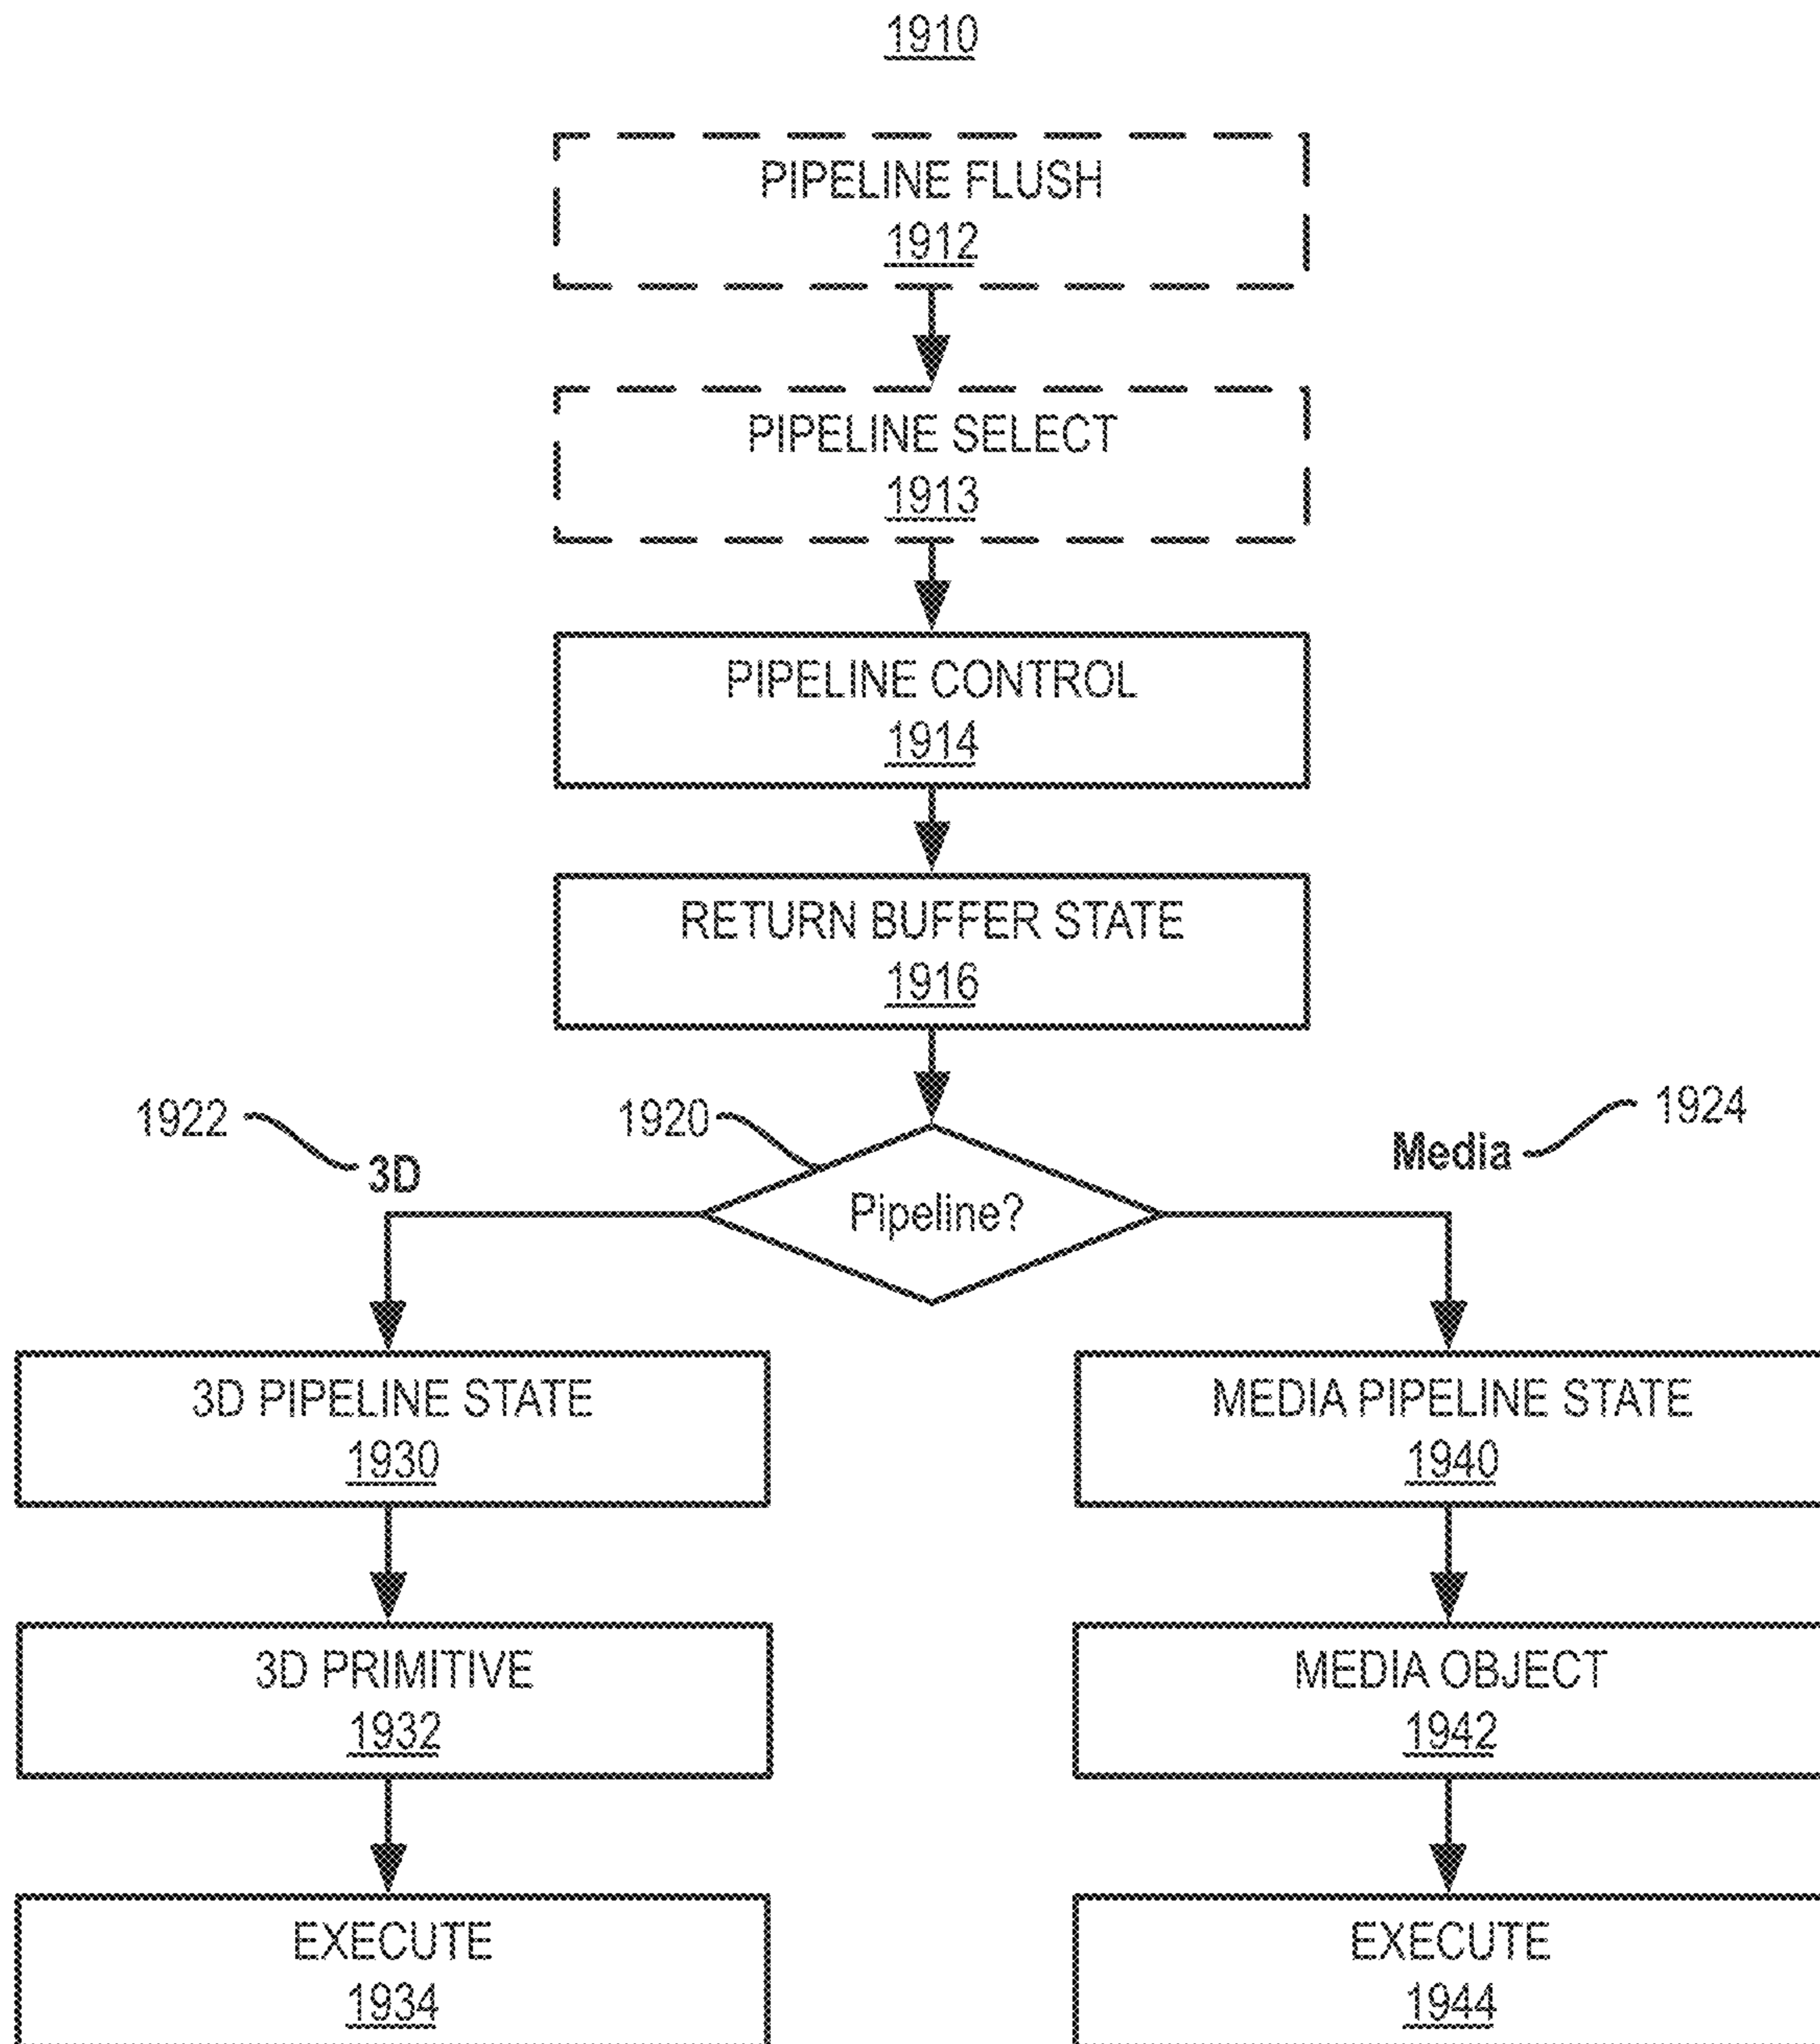 1910
PIPELINE FLUSH
1912
PIPELINE SELECT
1913
PIPELINE CONTROL
1914
RETURN BUFFER STATE
1916
1922
1920
1924
3D
Media
Pipeline?
3D PIPELINE STATE
1930
MEDIA PIPELINE STATE
1940
3D PRIMITIVE
1932
MEDIA OBJECT
1942
EXECUTE
1934
EXECUTE
1944